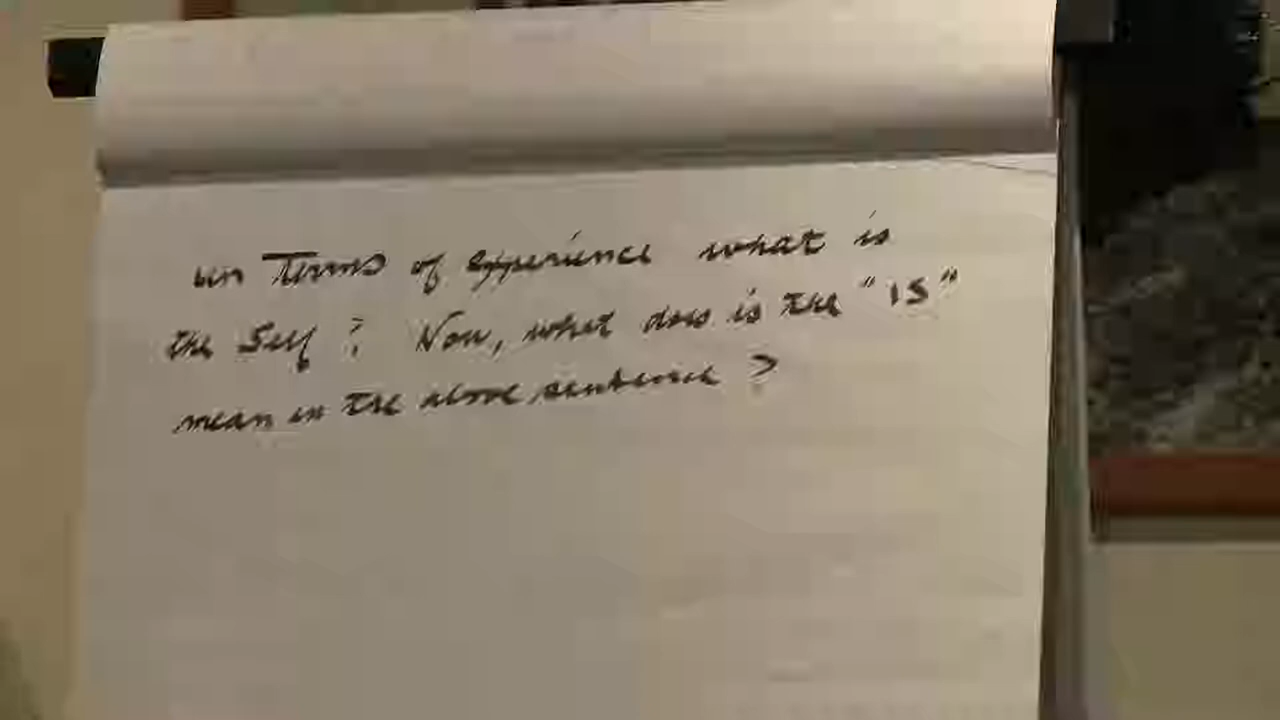 in Terms of experience what is
the Self? Now, what does is the "IS"
mean in the above sentence?